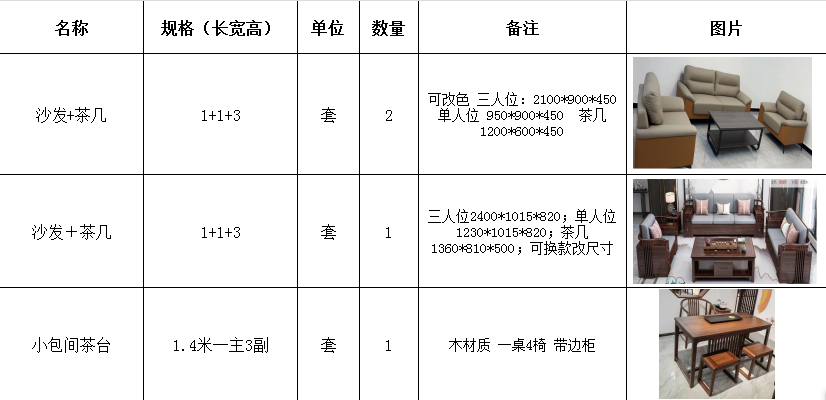 名称 规格（长宽高） 单位 数量 备注 图片
沙发+茶几 1+1+3 套 2 可改色 三人位：2100*900*450
单人位 950*900*450 茶几
1200*600*450
沙发＋茶几 1+1+3 套 1 三人位2400*1015*820；单人位
1230*1015*820；茶几
1360*810*500；可换款改尺寸
小包间茶台 1.4米一主3副 套 1 木材质 一桌4椅 带边柜